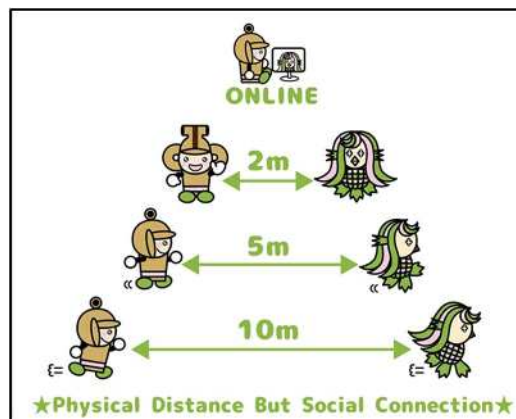 ONLINE
2m
5m
10m
★Physical Distance But Social Connection★